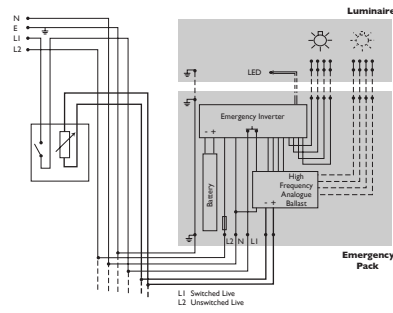 Luminaire
N
E
L1
L2
LED
Emergency Inverter
- +
Battery
High
Frequency
Analogue
Ballast
- +
L2 N L1
Emergency
Pack
L1 Switched Live
L2 Unswitched Live